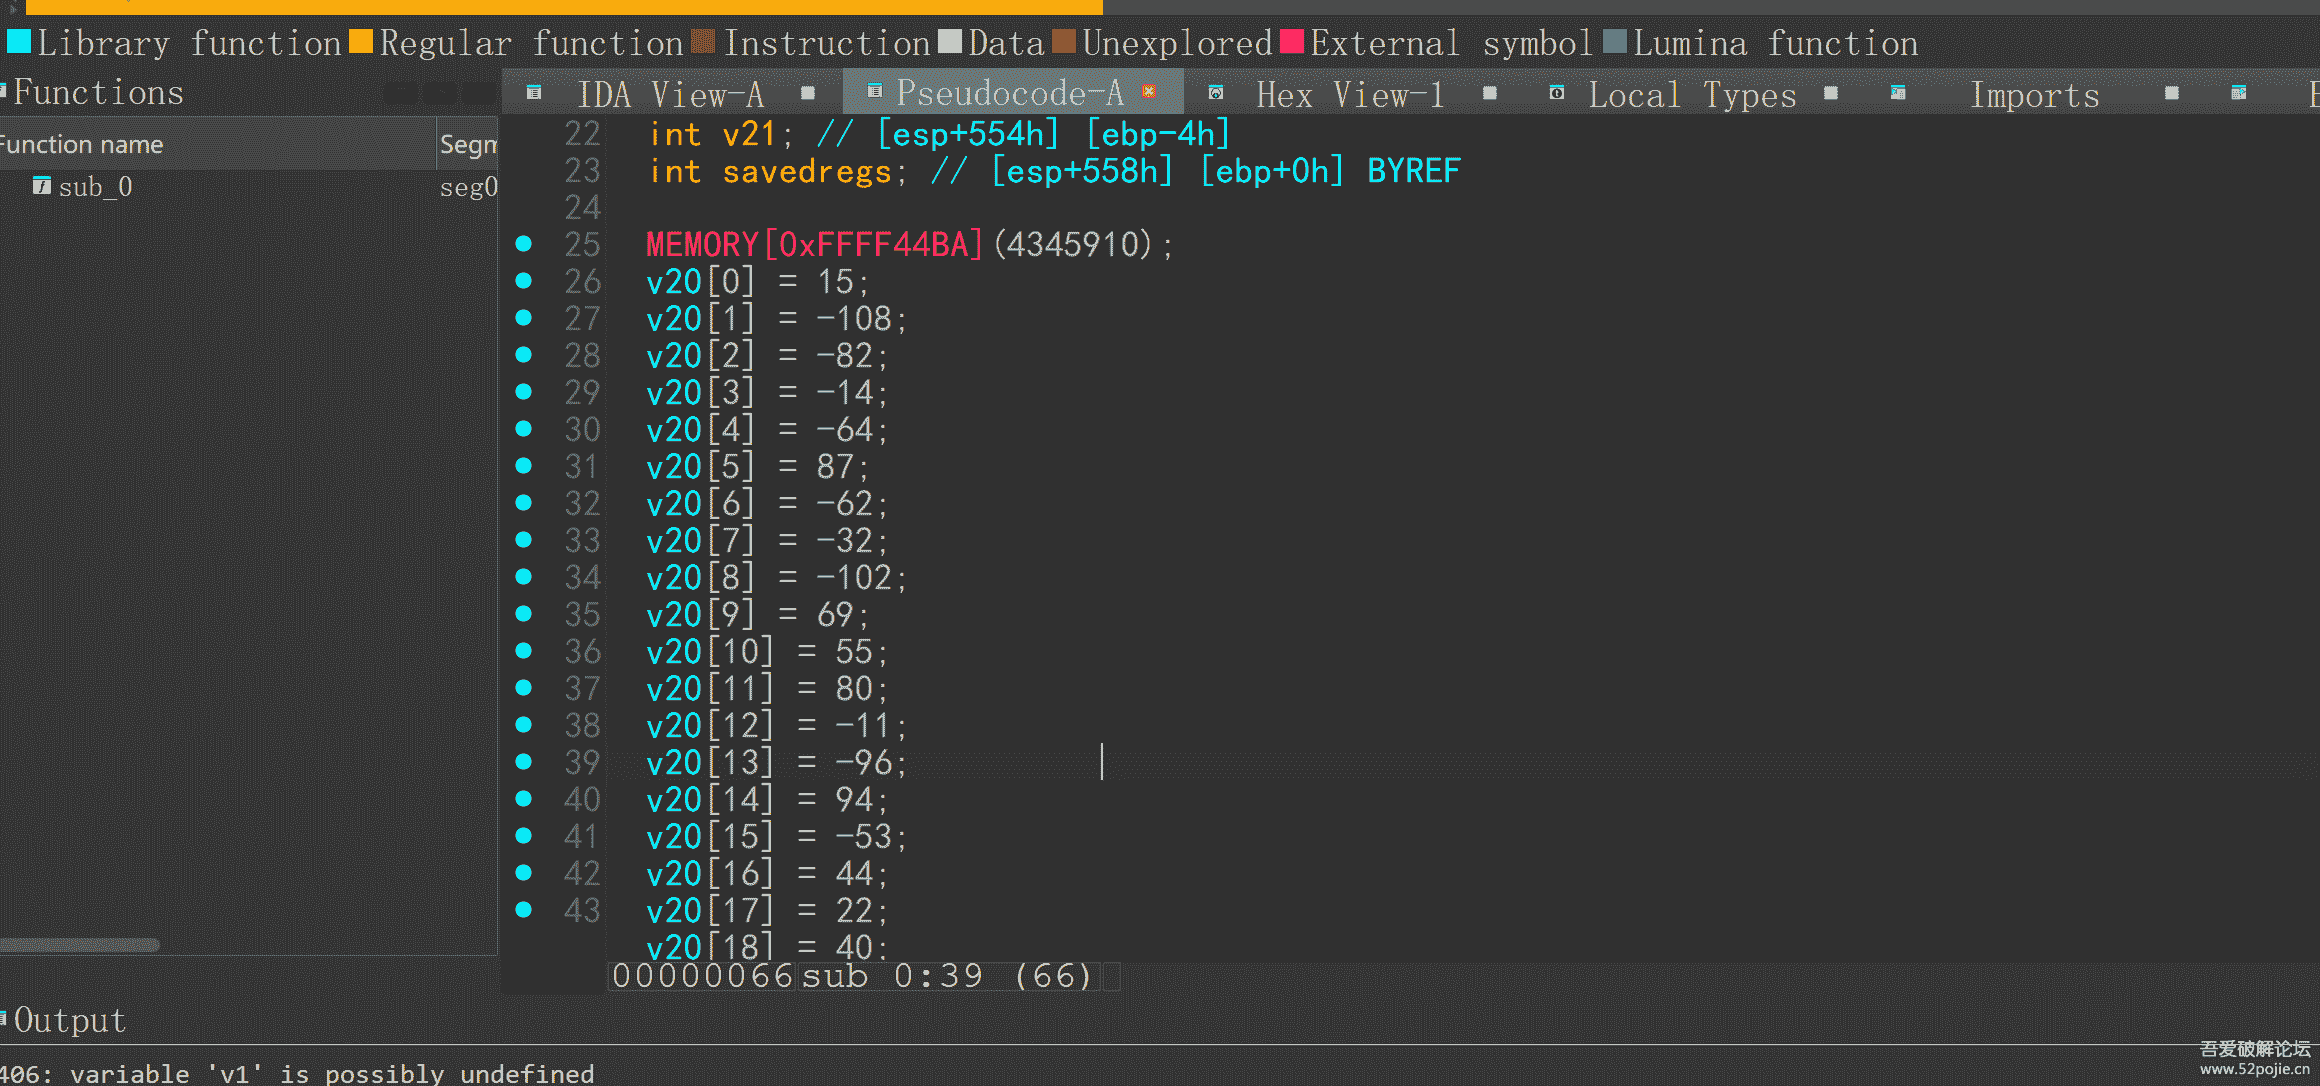 Library function Regular function Instruction Data Unexplored External symbol Lumina function
Functions
IDA View-A Pseudocode-A Hex View-1 Local Types Imports
Function name Segm
sub_0 seg0
22 int v21; // [esp+554h] [ebp-4h]
23 int savedregs; // [esp+558h] [ebp+0h] BYREF
24
25 MEMORY[0xFFFF44BA](4345910);
26 v20[0] = 15;
27 v20[1] = -108;
28 v20[2] = -82;
29 v20[3] = -14;
30 v20[4] = -64;
31 v20[5] = 87;
32 v20[6] = -62;
33 v20[7] = -32;
34 v20[8] = -102;
35 v20[9] = 69;
36 v20[10] = 55;
37 v20[11] = 80;
38 v20[12] = -11;
39 v20[13] = -96;
40 v20[14] = 94;
41 v20[15] = -53;
42 v20[16] = 44;
43 v20[17] = 22;
v20[18] = 40;
00000066 sub_0:39 (66)
Output
406: variable 'v1' is possibly undefined
吾爱破解论坛
www.52pojie.cn